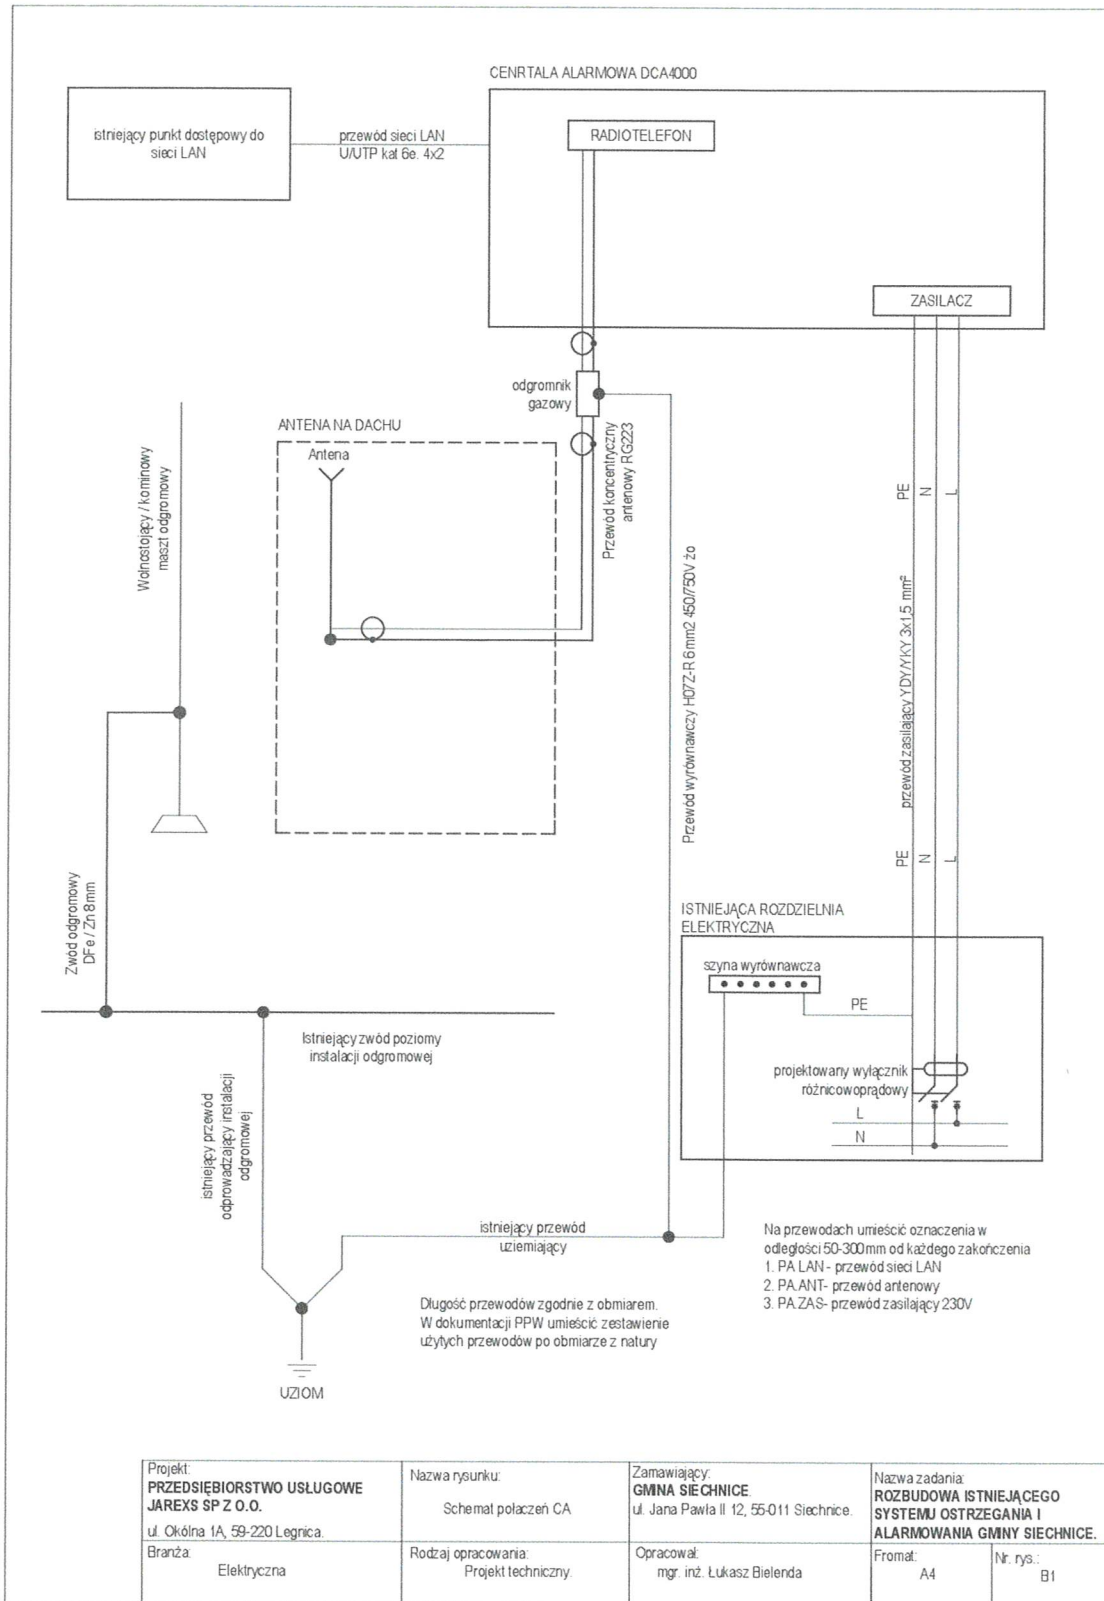 CENRTALA ALARMOWA DCA4000
istniejący punkt dostępowy do
sieci LAN
przewód sieci LAN
U/UTP kat 6e. 4x2
RADIOTELEFON
ZASILACZ
odgromnik
gazowy
Przewód koncentryczny
antenowy RG223
ANTENA NA DACHU
Antena
Wolnostojący / kominowy
maszt odgromowy
PE
N
L
przewód zasilający YDY/YKY 3x1,5 mm²
Przewód wyrównawczy H07Z-R 6mm2 450/750V żo
PE
N
L
Zwód odgromowy
DFe / Zn 8mm
ISTNIEJĄCA ROZDZIELNIA
ELEKTRYCZNA
szyna wyrównawcza
PE
projektowany wyłącznik
różnicowoprądowy
L
N
Istniejący zwód poziomy
instalacji odgromowej
istniejący przewód
odprowadzający instalacji
odgromowej
istniejący przewód
uziemiający
Na przewodach umieścić oznaczenia w
odległości 50-300mm od każdego zakończenia
1. PA.LAN - przewód sieci LAN
2. PA.ANT- przewód antenowy
3. PA.ZAS- przewód zasilający 230V
Długość przewodów zgodnie z obmiarem.
W dokumentacji PPW umieścić zestawienie
użytych przewodów po obmiarze z natury
UZIOM
Projekt:
PRZEDSIĘBIORSTWO USŁUGOWE
JAREXS SP Z O.O.
ul. Okólna 1A, 59-220 Legnica.
Nazwa rysunku:
Schemat połaczeń CA
Zamawiający:
GMINA SIECHNICE.
ul. Jana Pawła II 12, 55-011 Siechnice.
Nazwa zadania:
ROZBUDOWA ISTNIEJĄCEGO
SYSTEMU OSTRZEGANIA I
ALARMOWANIA GMINY SIECHNICE.
Branża:
Elektryczna
Rodzaj opracowania:
Projekt techniczny.
Opracował:
mgr. inż. Łukasz Bielenda
Fromat:
A4
Nr. rys.:
B1